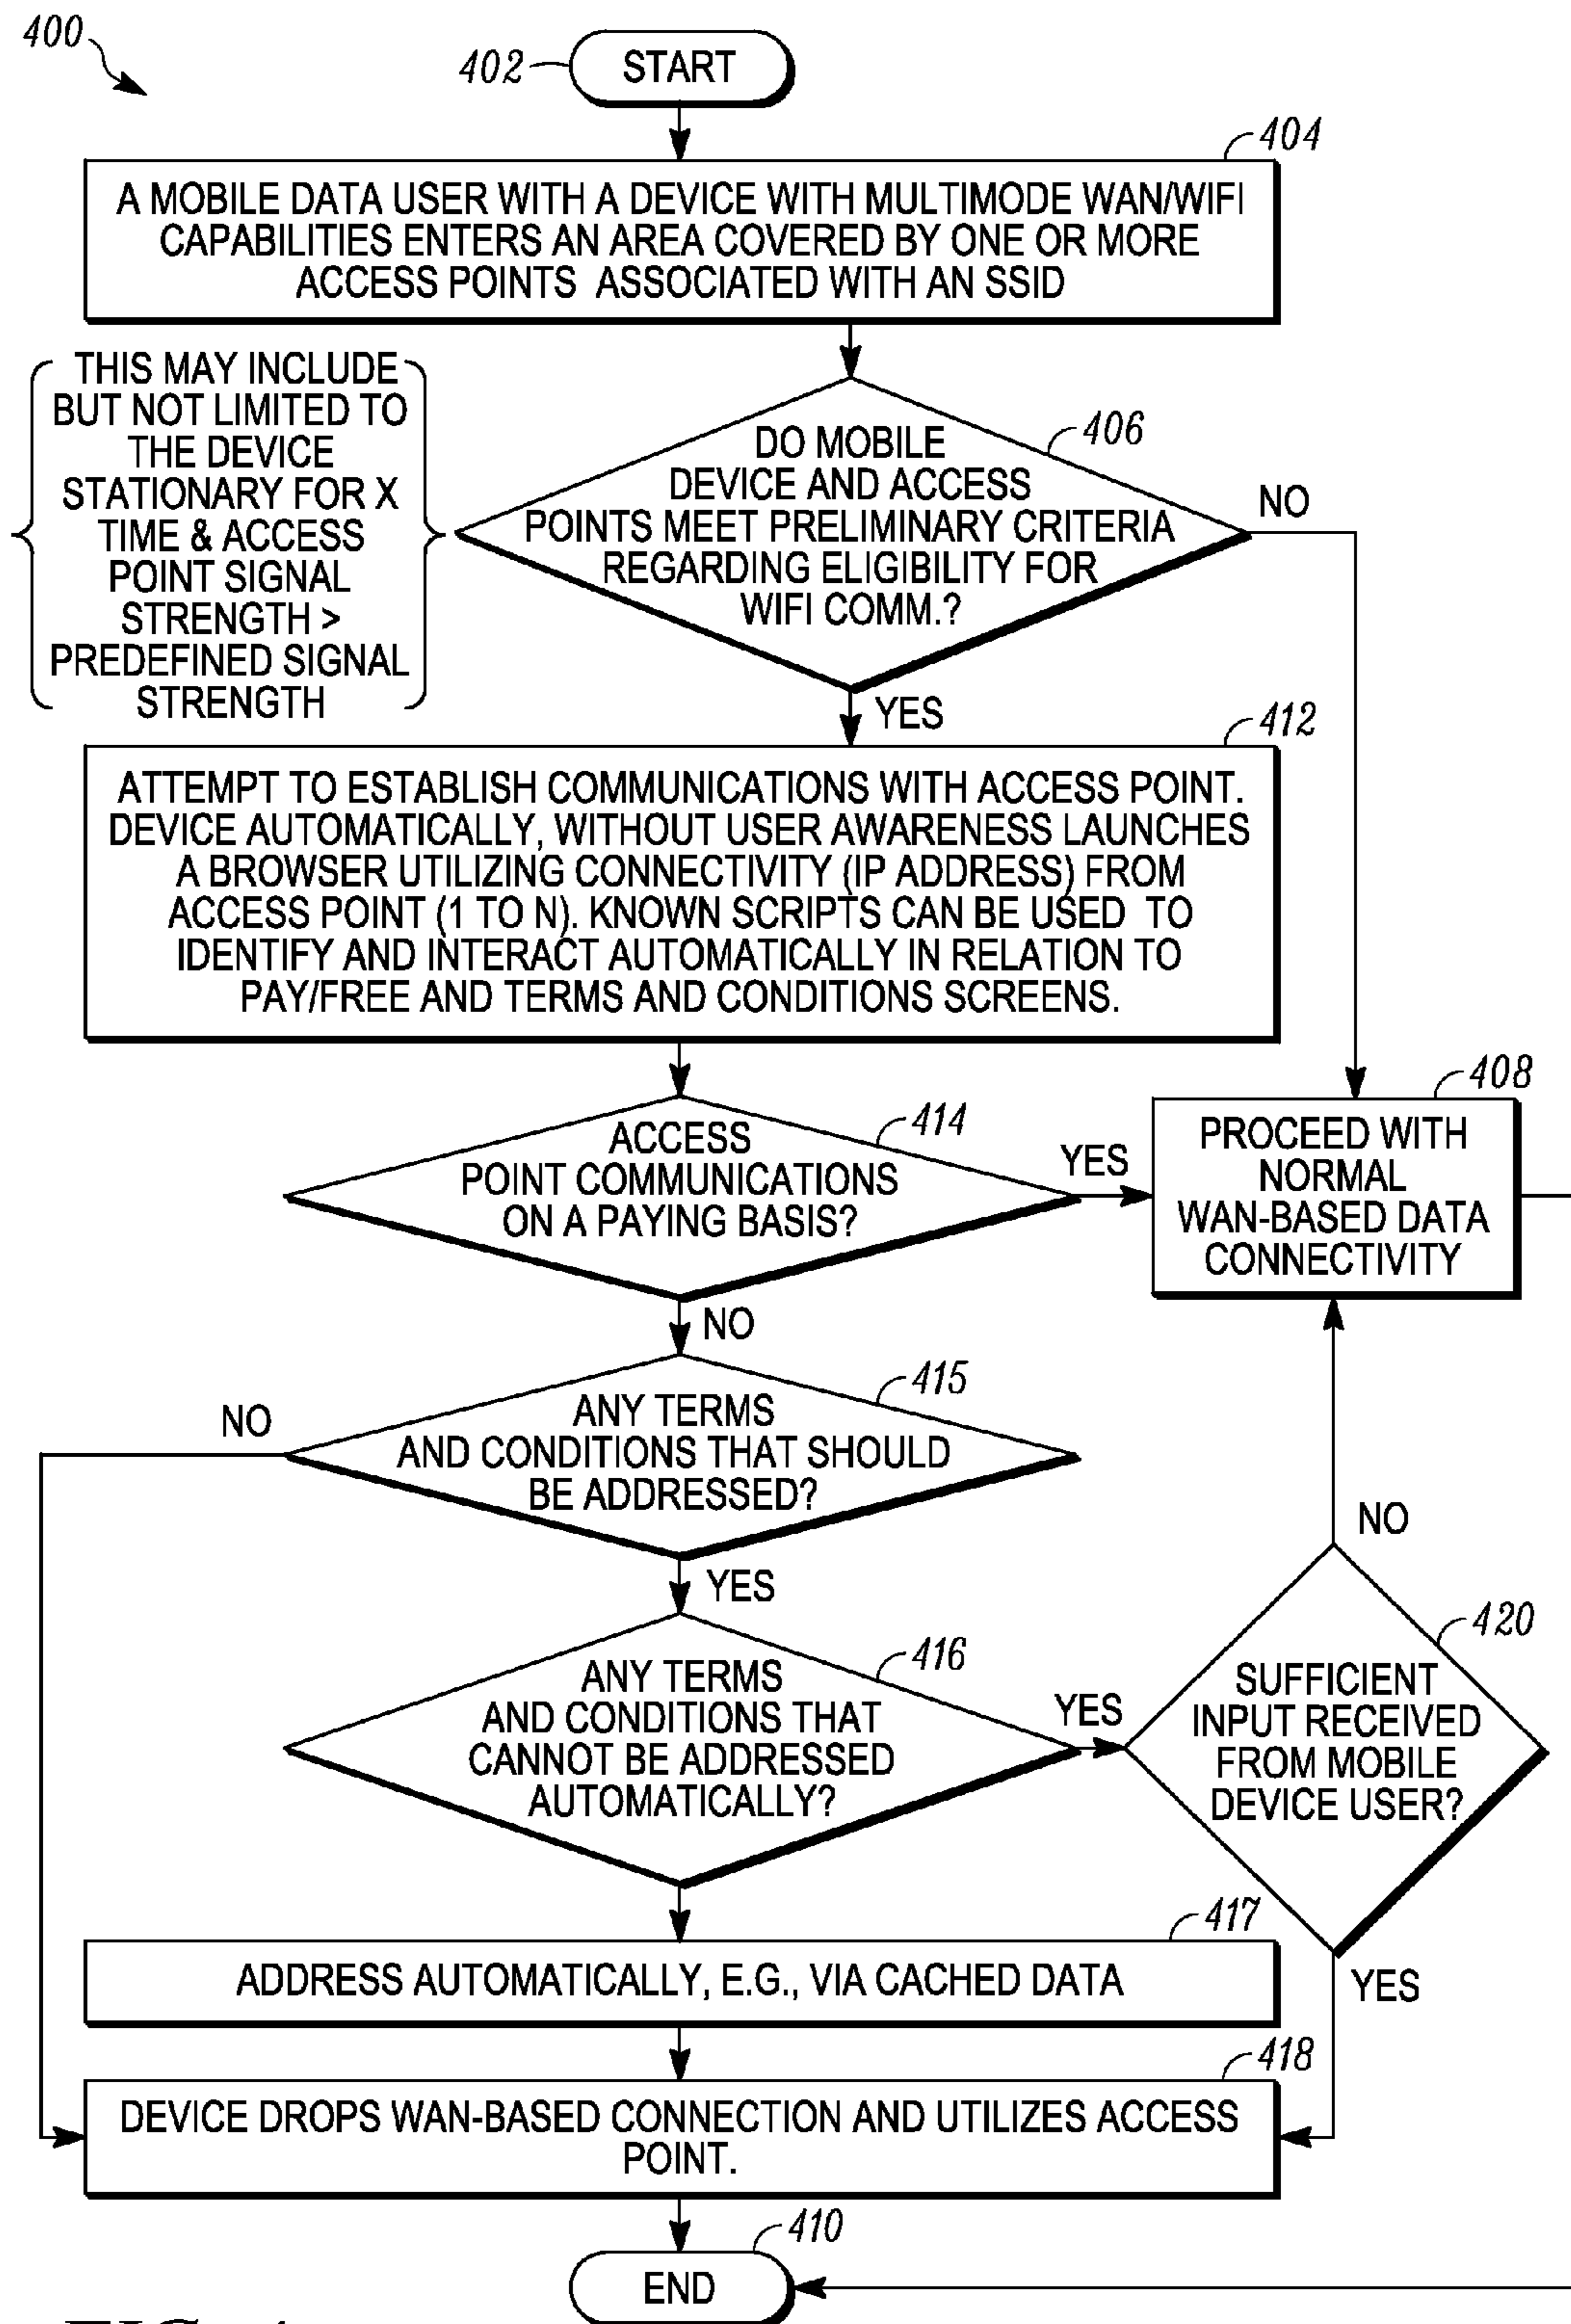 400
402
START
404
A MOBILE DATA USER WITH A DEVICE WITH MULTIMODE WAN/WIFI
CAPABILITIES ENTERS AN AREA COVERED BY ONE OR MORE
ACCESS POINTS ASSOCIATED WITH AN SSID
THIS MAY INCLUDE
BUT NOT LIMITED TO
THE DEVICE
STATIONARY FOR X
TIME & ACCESS
POINT SIGNAL
STRENGTH >
PREDEFINED SIGNAL
STRENGTH
406
DO MOBILE
DEVICE AND ACCESS
POINTS MEET PRELIMINARY CRITERIA
REGARDING ELIGIBILITY FOR
WIFI COMM.?
NO
YES
412
ATTEMPT TO ESTABLISH COMMUNICATIONS WITH ACCESS POINT.
DEVICE AUTOMATICALLY, WITHOUT USER AWARENESS LAUNCHES
A BROWSER UTILIZING CONNECTIVITY (IP ADDRESS) FROM
ACCESS POINT (1 TO N). KNOWN SCRIPTS CAN BE USED TO
IDENTIFY AND INTERACT AUTOMATICALLY IN RELATION TO
PAY/FREE AND TERMS AND CONDITIONS SCREENS.
414
ACCESS
POINT COMMUNICATIONS
ON A PAYING BASIS?
YES
408
PROCEED WITH
NORMAL
WAN-BASED DATA
CONNECTIVITY
NO
415
ANY TERMS
AND CONDITIONS THAT SHOULD
BE ADDRESSED?
NO
YES
416
ANY TERMS
AND CONDITIONS THAT
CANNOT BE ADDRESSED
AUTOMATICALLY?
YES
NO
420
SUFFICIENT
INPUT RECEIVED
FROM MOBILE
DEVICE USER?
YES
417
ADDRESS AUTOMATICALLY, E.G., VIA CACHED DATA
418
DEVICE DROPS WAN-BASED CONNECTION AND UTILIZES ACCESS
POINT.
410
END